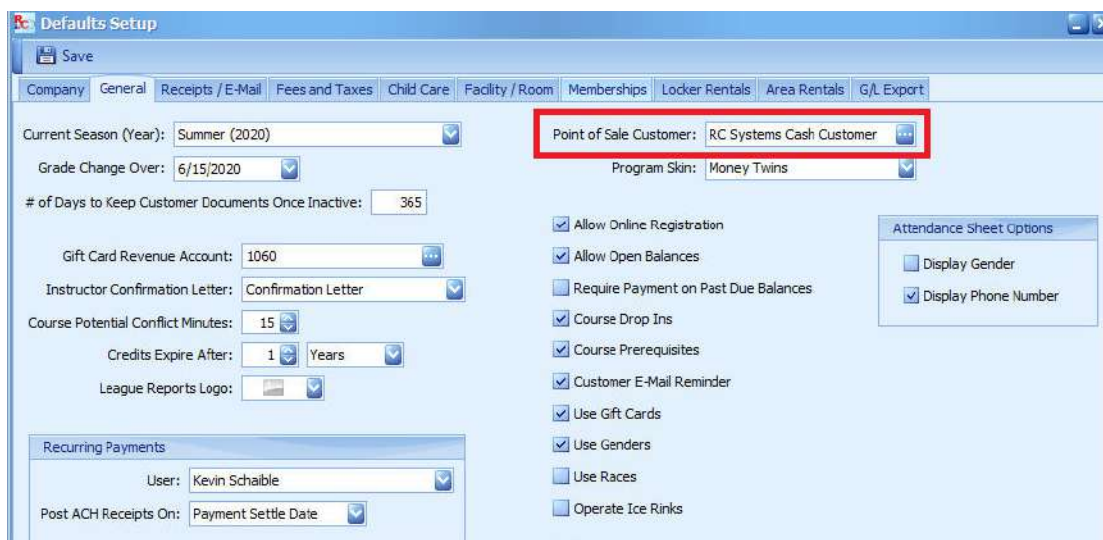 RC Defaults Setup
Save
Company General Receipts / E-Mail Fees and Taxes Child Care Facility / Room Memberships Locker Rentals Area Rentals G/L Export
Current Season (Year): Summer (2020)
Point of Sale Customer: RC Systems Cash Customer
Grade Change Over: 6/15/2020
Program Skin: Money Twins
# of Days to Keep Customer Documents Once Inactive: 365
Allow Online Registration
Attendance Sheet Options
Gift Card Revenue Account: 1060
Allow Open Balances
Display Gender
Instructor Confirmation Letter: Confirmation Letter
Require Payment on Past Due Balances
Display Phone Number
Course Potential Conflict Minutes: 15
Course Drop Ins
Credits Expire After: 1 Years
Course Prerequisites
League Reports Logo:
Customer E-Mail Reminder
Use Gift Cards
Recurring Payments
Use Genders
User: Kevin Schaible
Use Races
Post ACH Receipts On: Payment Settle Date
Operate Ice Rinks